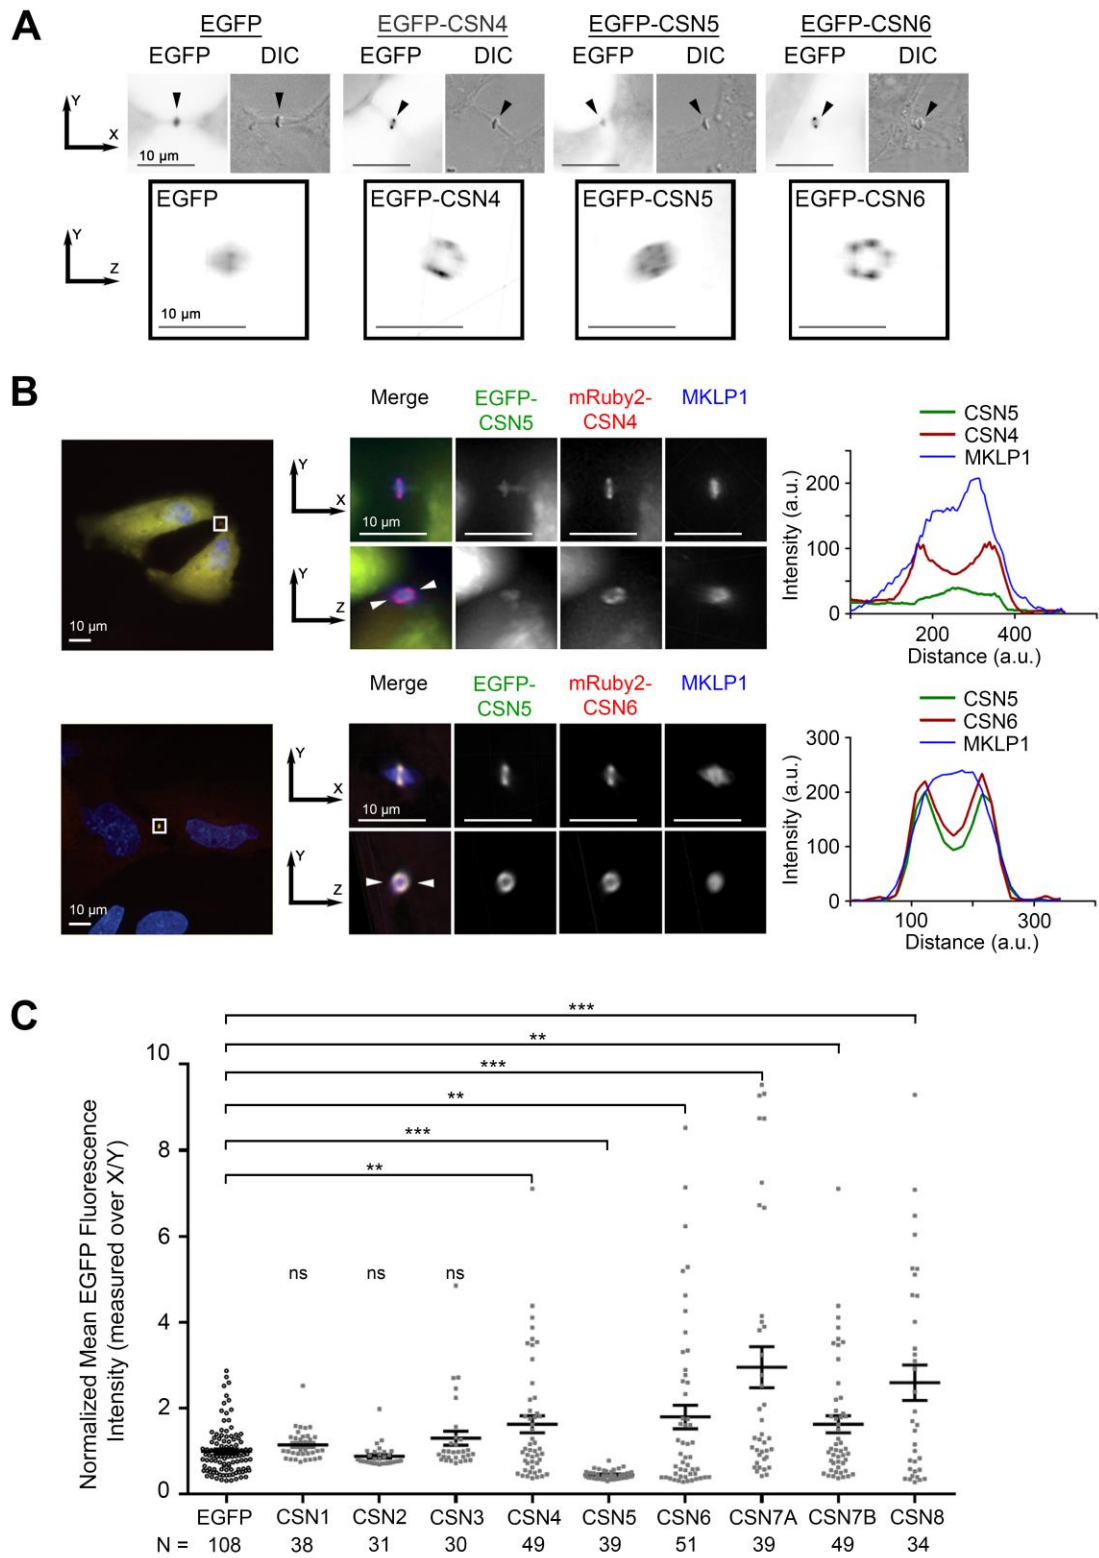 A
EGFP EGFP-CSN4 EGFP-CSN5 EGFP-CSN6
EGFP DIC EGFP DIC EGFP DIC EGFP DIC
Y
X
10 µm
EGFP EGFP-CSN4 EGFP-CSN5 EGFP-CSN6
Y
Z
10 µm
B
Merge EGFP-CSN5 mRuby2-CSN4 MKLP1
Y
X
10 µm
Y
Z
10 µm
CSN5
CSN4
MKLP1
Intensity (a.u.)
200
100
0
200 400
Distance (a.u.)
Merge EGFP-CSN5 mRuby2-CSN6 MKLP1
Y
X
10 µm
Y
Z
10 µm
CSN5
CSN6
MKLP1
Intensity (a.u.)
300
200
100
0
100 300
Distance (a.u.)
C
Normalized Mean EGFP Fluorescence
Intensity (measured over X/Y)
***
**
***
**
***
**
ns ns ns
10
8
6
4
2
0
EGFP CSN1 CSN2 CSN3 CSN4 CSN5 CSN6 CSN7A CSN7B CSN8
N = 108 38 31 30 49 39 51 39 49 34